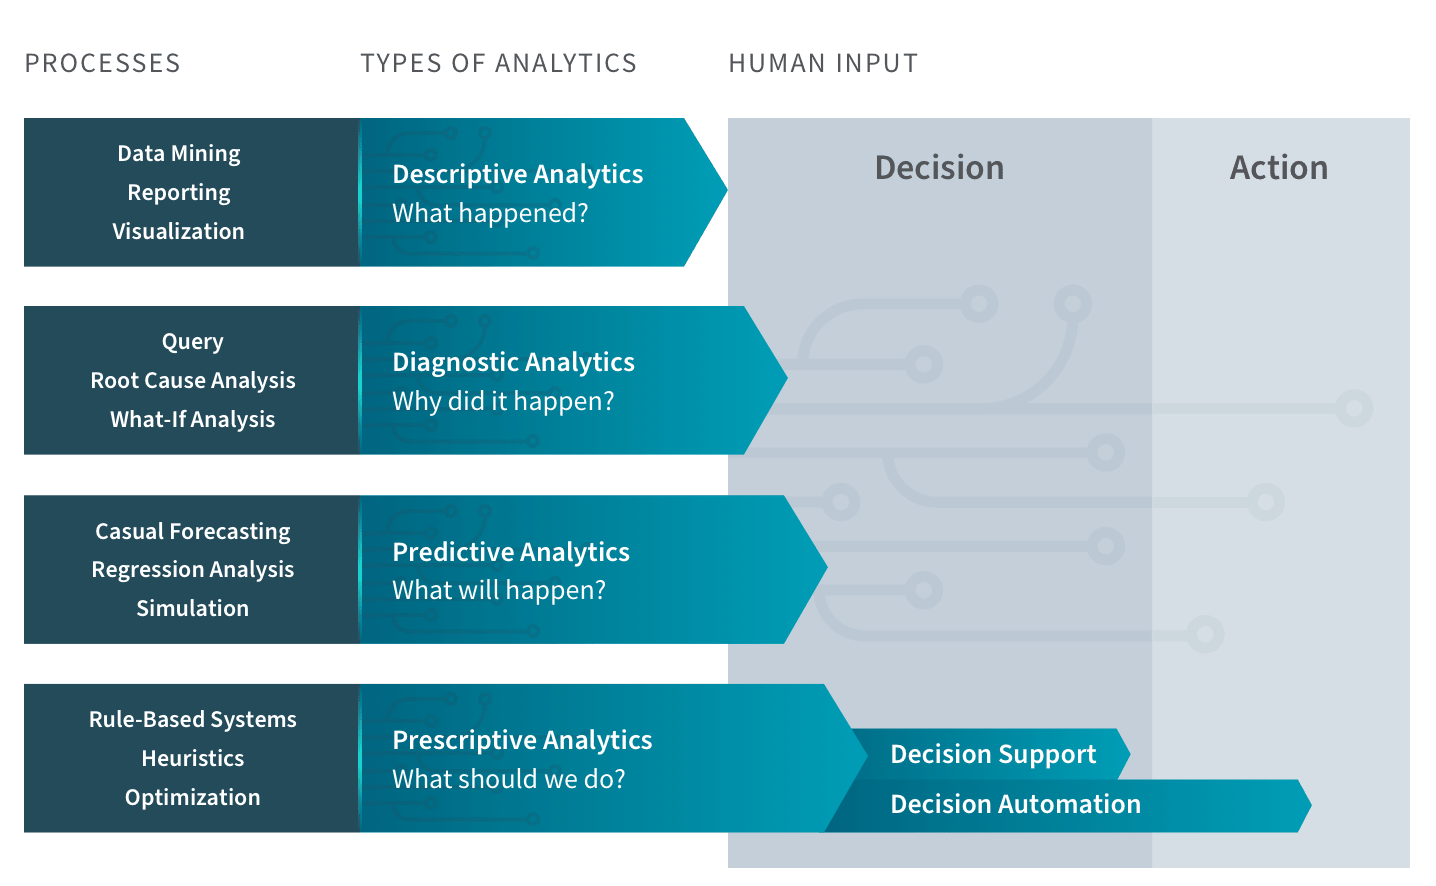 PROCESSES
TYPES OF ANALYTICS
HUMAN INPUT
Data Mining
Reporting
Visualization
Descriptive Analytics
What happened?
Decision
Action
Query
Root Cause Analysis
What-If Analysis
Diagnostic Analytics
Why did it happen?
Casual Forecasting
Regression Analysis
Simulation
Predictive Analytics
What will happen?
Rule-Based Systems
Heuristics
Optimization
Prescriptive Analytics
What should we do?
Decision Support
Decision Automation